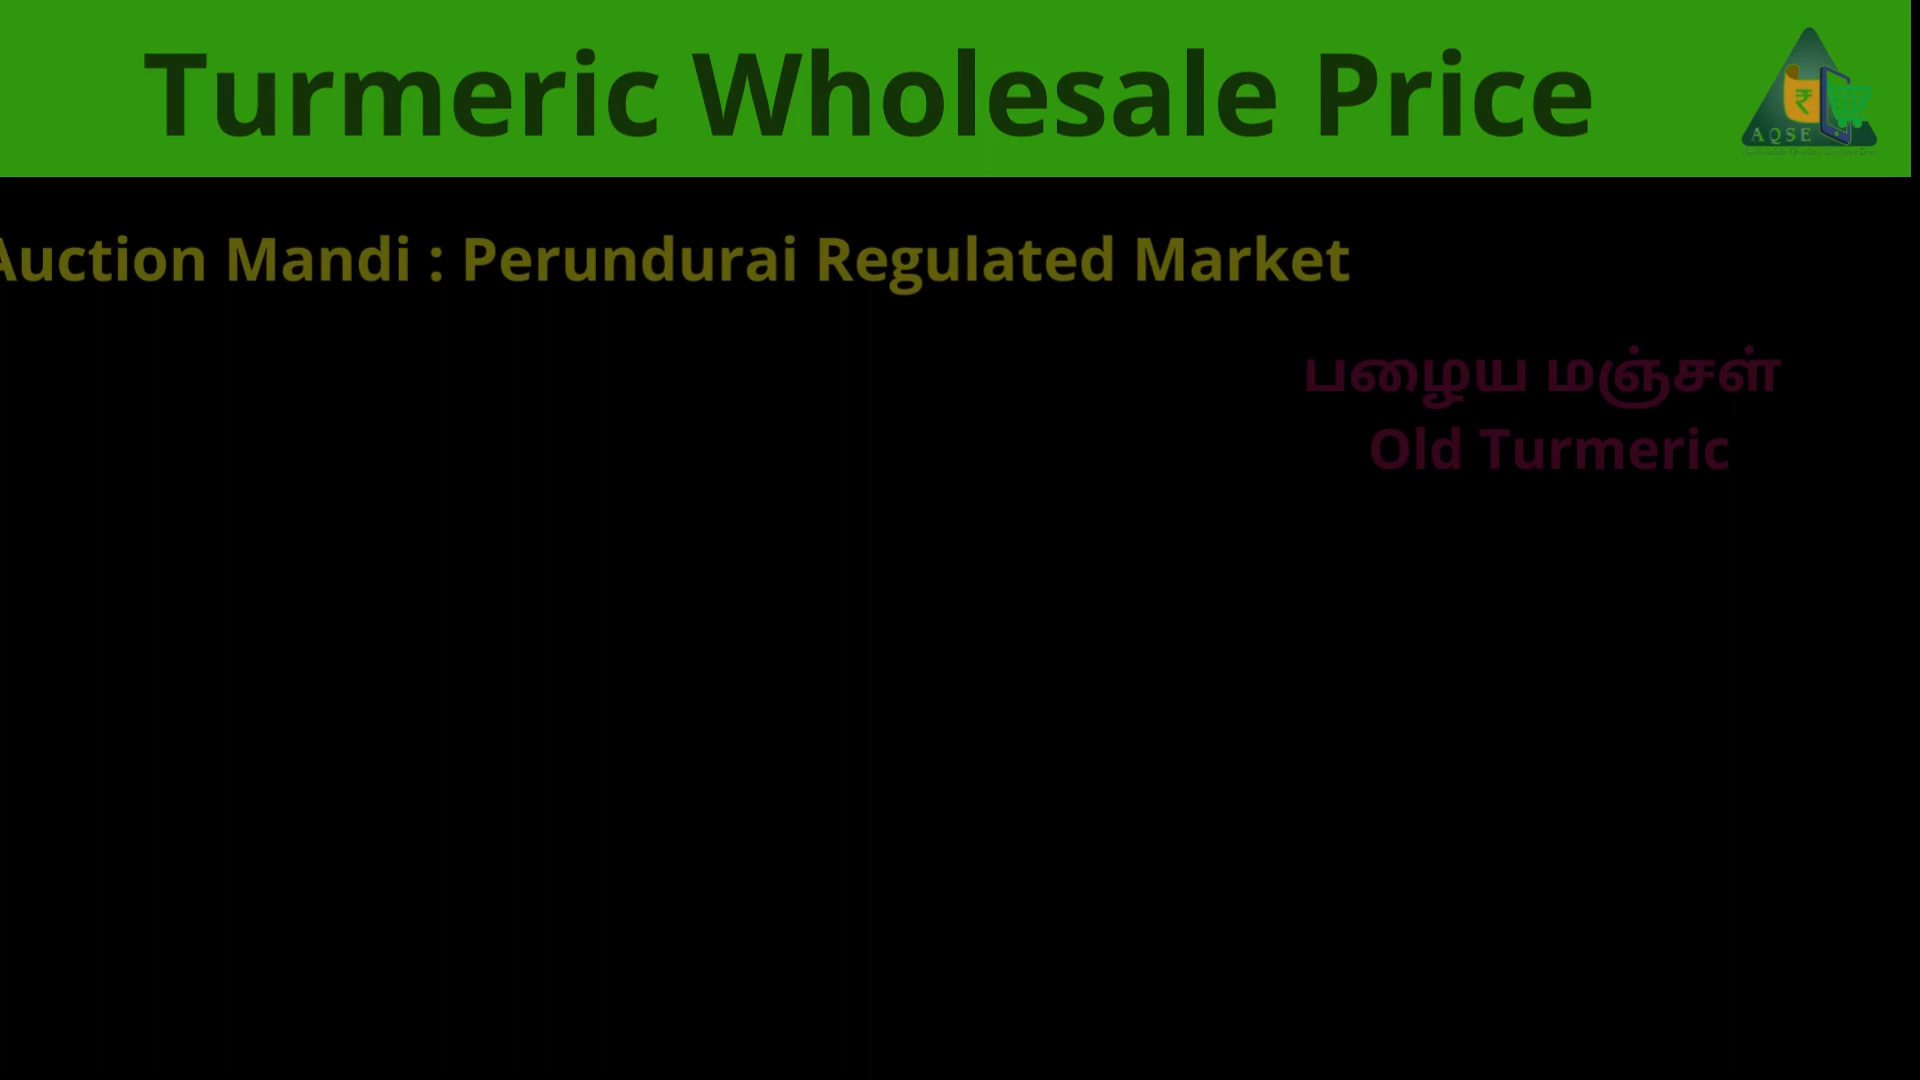 Turmeric Wholesale Price
AQSE
Auction Mandi : Perundurai Regulated Market
பழைய மஞ்சள்
Old Turmeric